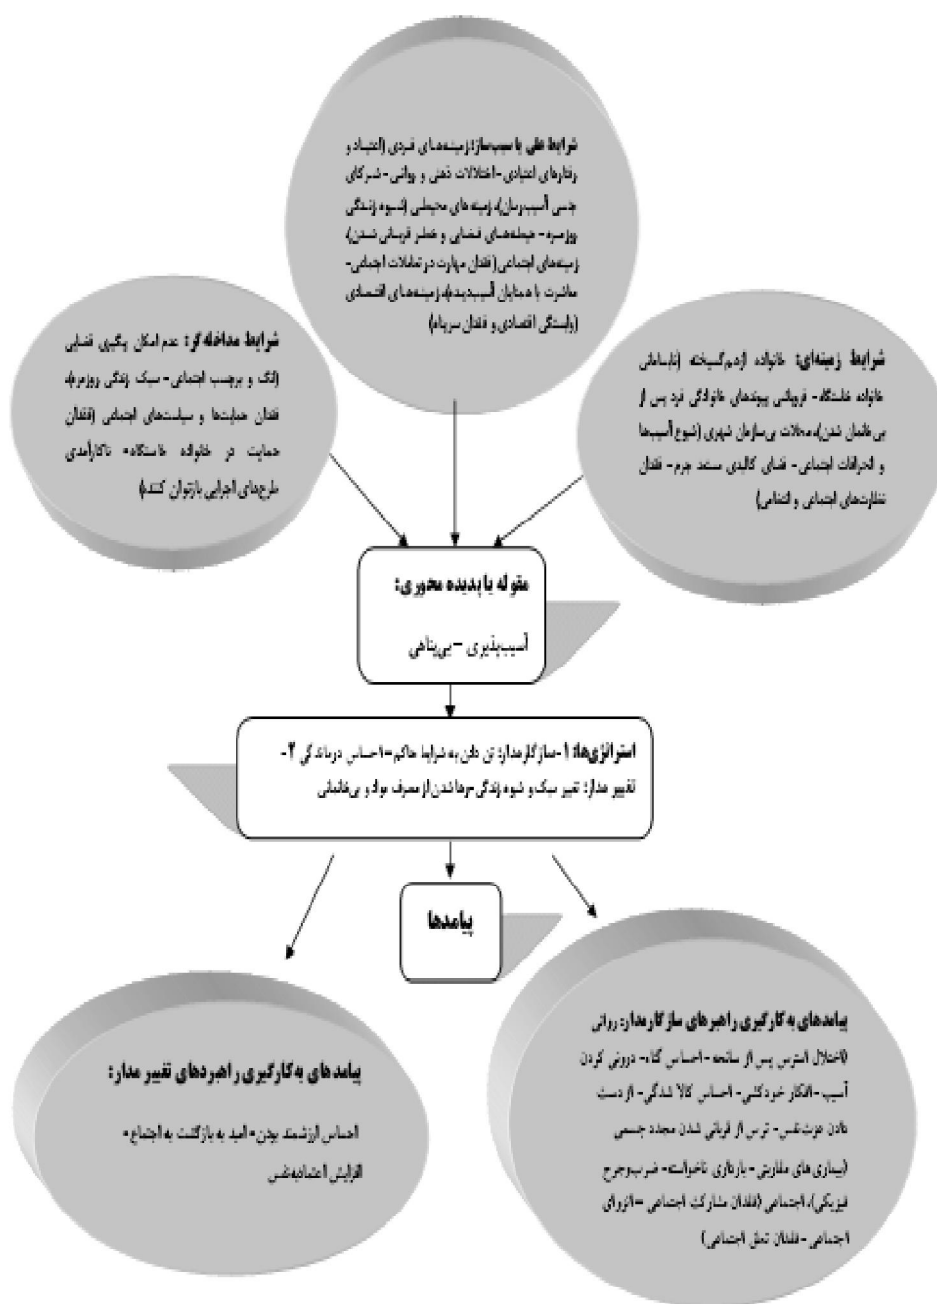 شرایط علی یا سبب‌ساز: زمینه‌های فردی (اعتیاد و
رفتارهای اعتیادی- اختلالات ذهنی و روانی- شرکای
جنسی آسیب‌رسان)، زمینه های محیطی (شیوه زندگی
روزمره- حیطه‌های فضایی و خطر قربانی شدن)،
زمینه‌های اجتماعی (فقدان مهارت در تعاملات اجتماعی-
معاشرت با همتایان آسیب‌دیده)، زمینه‌های اقتصادی
(وابستگی اقتصادی و فقدان سرپناه)
شرایط مداخله‌گر: عدم امکان پیگیری قضایی
(انگ و برچسب اجتماعی- سبک زندگی روزمره)،
فقدان حمایت‌ها و سیاست‌های اجتماعی (فقدان
حمایت در خانواده خاستگاه- ناکارآمدی
طرح‌های اجرایی بازتوان کننده)
شرایط زمینه‌ای: خانواده ازهم‌گسیخته (نابسامانی
خانواده خاستگاه- فروپاشی پیوندهای خانوادگی فرد پس از
بی‌خانمان شدن)، محلات بی‌سازمان شهری (شیوع آسیب‌ها
و انحرافات اجتماعی- فضای کالبدی مستعد جرم- فقدان
نظارت‌های اجتماعی و انتظامی)
مقوله یا پدیده محوری:
آسیب‌پذیری – بی‌پناهی
استراتژی‌ها: ۱-سازگارمدار: تن دادن به شرایط حاکم- احساس درماندگی ۲-
تغییر مدار: تغییر سبک و شیوه زندگی-رها شدن از مصرف مواد و بی‌خانمانی
پیامدها
پیامدهای به‌کارگیری راهبردهای تغییر مدار:
احساس ارزشمند بودن- امید به بازگشت به اجتماع-
افزایش اعتمادبه‌نفس
پیامدهای به کارگیری راهبرهای سازگارمدار: روانی
(اختلال استرس پس از سانحه- احساس گناه- درونی کردن
آسیب-افکار خودکشی- احساس کالا شدگی- از دست
دادن عزت‌نفس- ترس از قربانی شدن مجدد جسمی
(بیماری های مقاربتی- بارداری ناخواسته- ضرب‌وجرح
فیزیکی)، اجتماعی (فقدان مشارکت اجتماعی –انزوای
اجتماعی-فقدان تعلق اجتماعی)